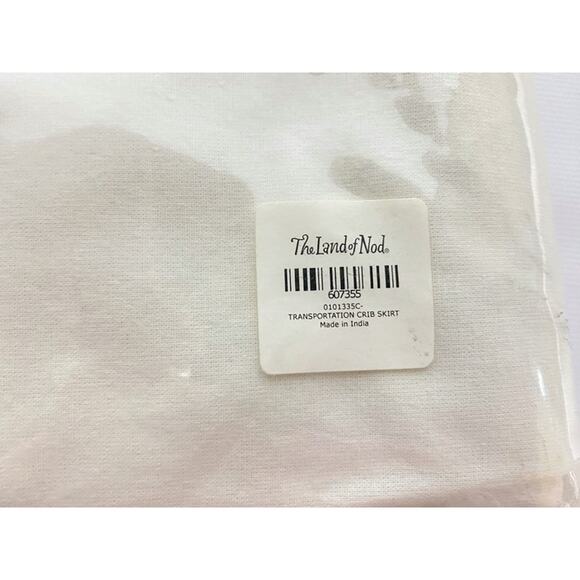 The Land of Nod®
607355
0101335C-
TRANSPORTATION CRIB SKIRT
Made in India